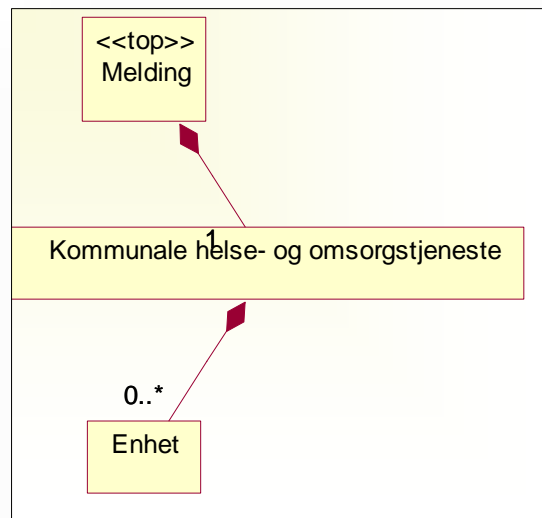 <<top>>
Melding
1
Kommunale helse- og omsorgstjeneste
0..*
Enhet